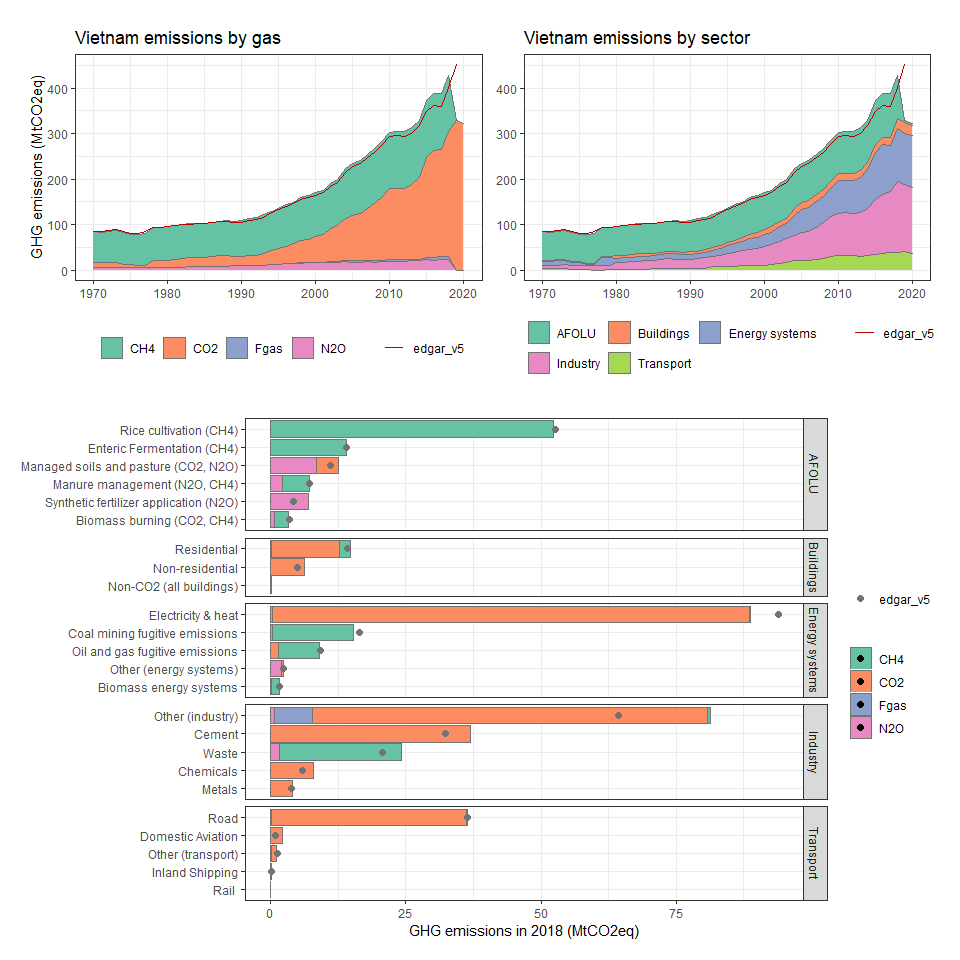 Vietnam emissions by gas
GHG emissions (MtCO2eq)
400
300
200
100
0
1970 1980 1990 2000 2010 2020
CH4 CO2 Fgas N2O edgar_v5
Vietnam emissions by sector
400
300
200
100
0
1970 1980 1990 2000 2010 2020
AFOLU Buildings Energy systems edgar_v5
Industry Transport
Rice cultivation (CH4)
Enteric Fermentation (CH4)
Managed soils and pasture (CO2, N2O)
Manure management (N2O, CH4)
Synthetic fertilizer application (N2O)
Biomass burning (CO2, CH4)
AFOLU
Residential
Non-residential
Non-CO2 (all buildings)
Buildings
Electricity & heat
Coal mining fugitive emissions
Oil and gas fugitive emissions
Other (energy systems)
Biomass energy systems
Energy systems
Other (industry)
Cement
Waste
Chemicals
Metals
Industry
Road
Domestic Aviation
Other (transport)
Inland Shipping
Rail
Transport
0 25 50 75
GHG emissions in 2018 (MtCO2eq)
edgar_v5
CH4
CO2
Fgas
N2O